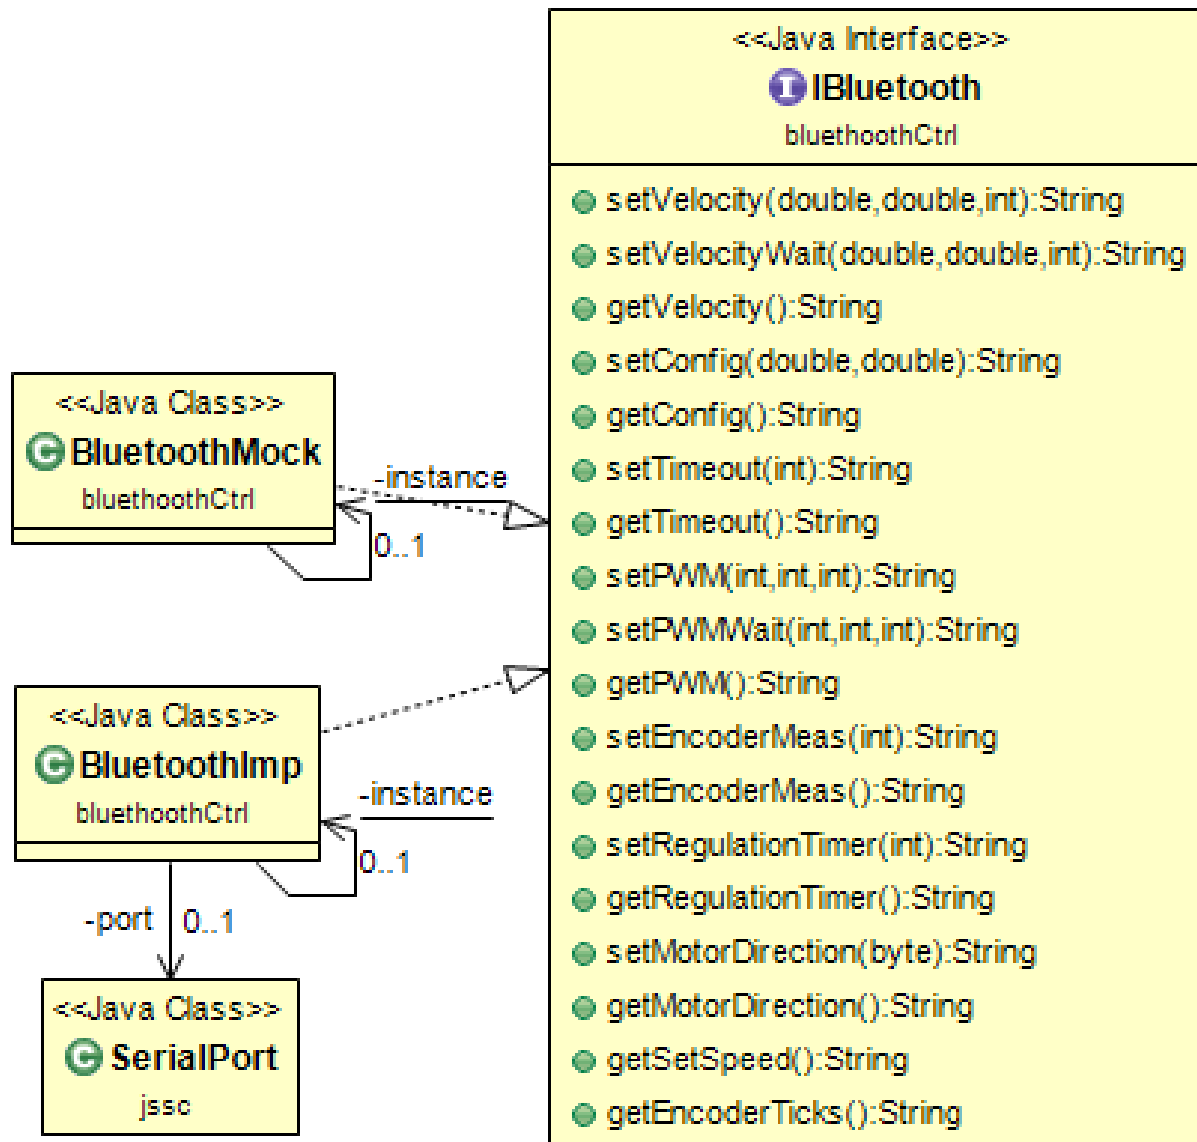 <<Java Interface>>
I IBluetooth
bluethoothCtrl
setVelocity(double,double,int):String
setVelocityWait(double,double,int):String
getVelocity():String
setConfig(double,double):String
getConfig():String
setTimeout(int):String
getTimeout():String
setPWM(int,int,int):String
setPWMWait(int,int,int):String
getPWM():String
setEncoderMeas(int):String
getEncoderMeas():String
setRegulationTimer(int):String
getRegulationTimer():String
setMotorDirection(byte):String
getMotorDirection():String
getSetSpeed():String
getEncoderTicks():String
<<Java Class>>
C BluetoothMock
bluethoothCtrl
-instance
0..1
<<Java Class>>
C BluetoothImp
bluethoothCtrl
-instance
0..1
-port 0..1
<<Java Class>>
C SerialPort
jssc